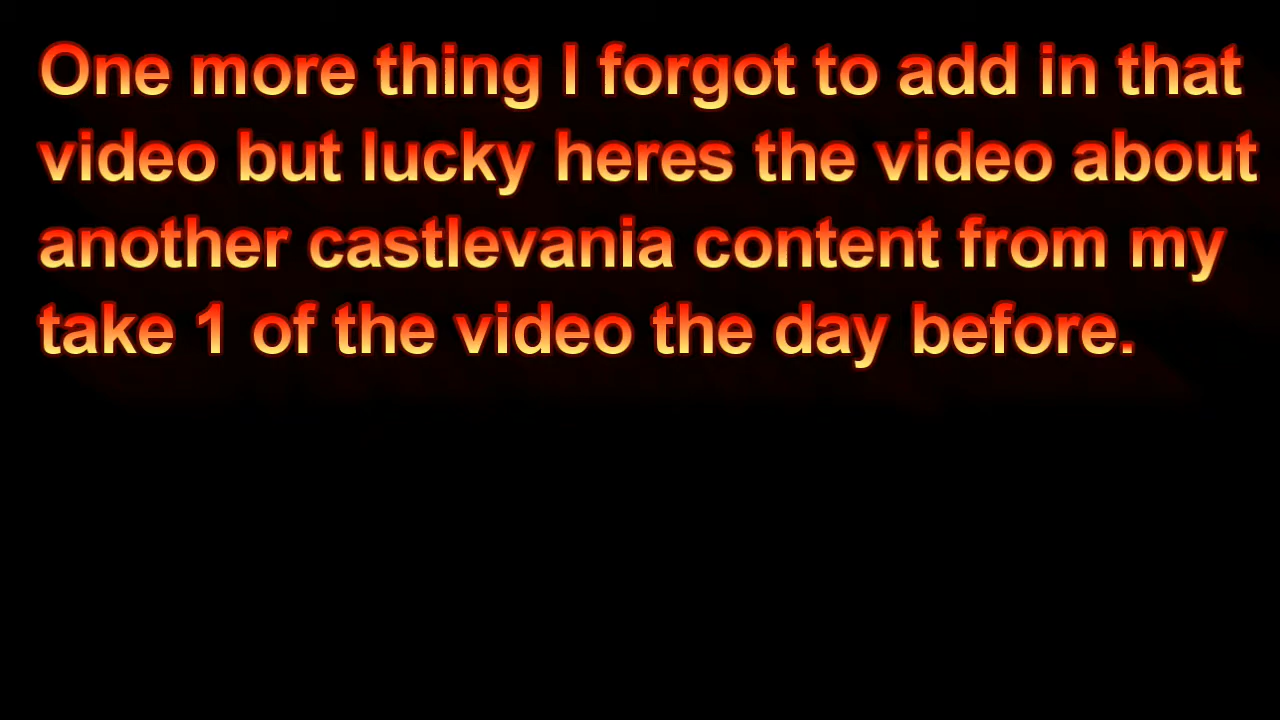 One more thing I forgot to add in that
video but lucky heres the video about
another castlevania content from my
take 1 of the video the day before.